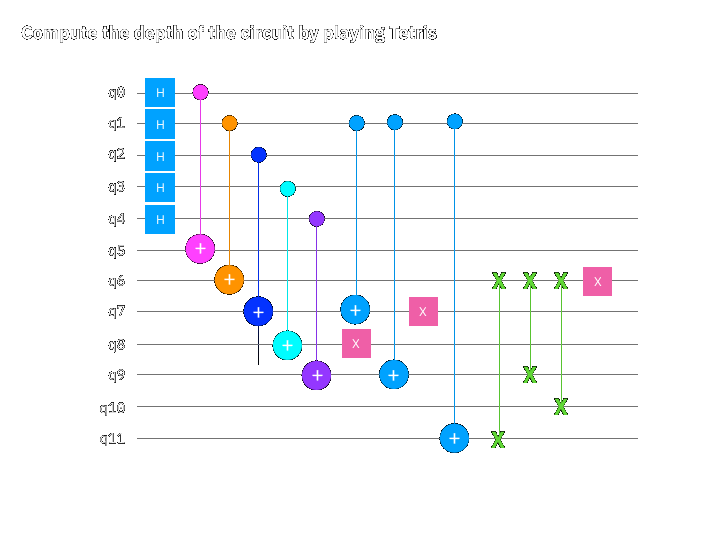 Compute the depth of the circuit by playing Tetris
q0 H
q1 H
q2 H
q3 H
q4 H
q5 +
q6 + X X X X
q7 + + X
q8 + X
q9 + + X
q10 X
q11 + X